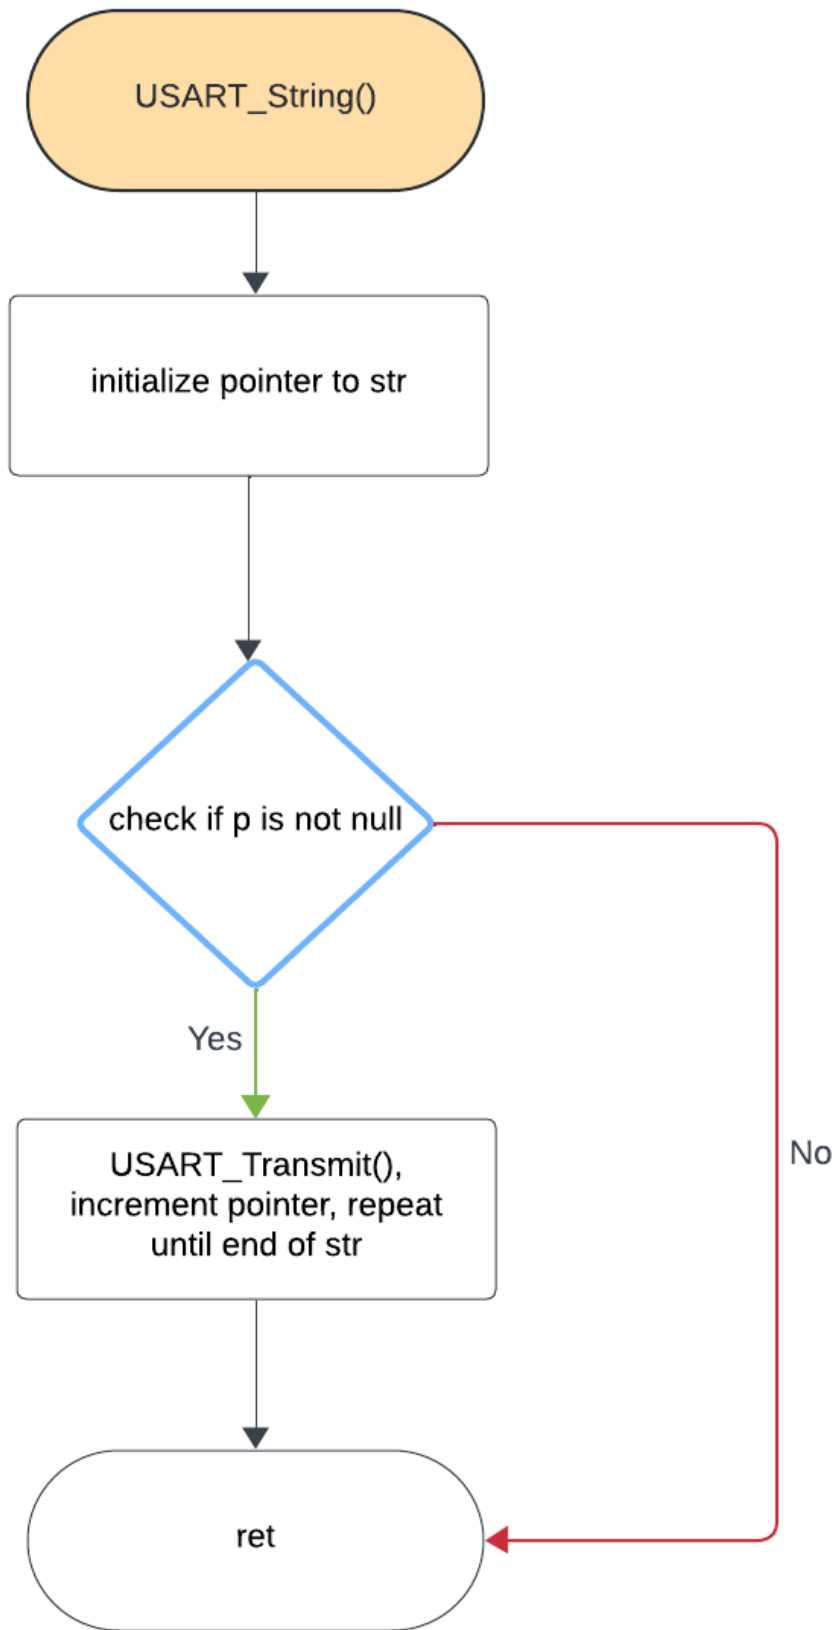 USART_String()
initialize pointer to str
check if p is not null
Yes
No
USART_Transmit(),
increment pointer, repeat
until end of str
ret